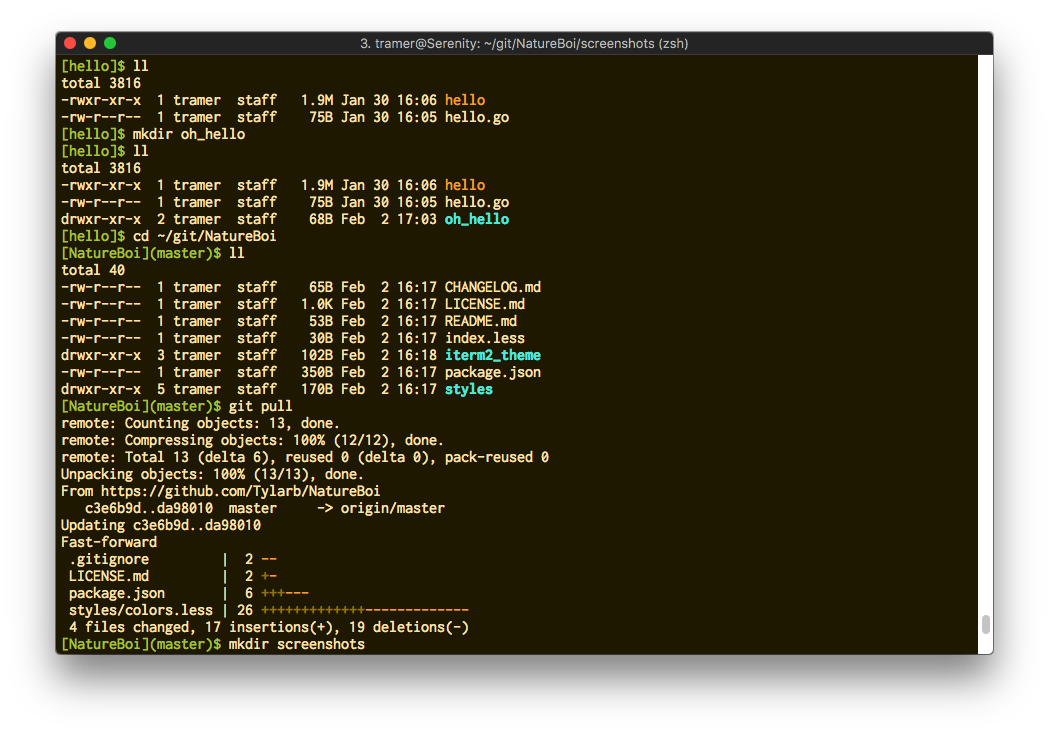 3. tramer@Serenity: ~/git/NatureBoi/screenshots (zsh)
[hello]$ ll
total 3816
-rwxr-xr-x  1 tramer  staff   1.9M Jan 30 16:06 hello
-rw-r--r--  1 tramer  staff    75B Jan 30 16:05 hello.go
[hello]$ mkdir oh_hello
[hello]$ ll
total 3816
-rwxr-xr-x  1 tramer  staff   1.9M Jan 30 16:06 hello
-rw-r--r--  1 tramer  staff    75B Jan 30 16:05 hello.go
drwxr-xr-x  2 tramer  staff    68B Feb  2 17:03 oh_hello
[hello]$ cd ~/git/NatureBoi
[NatureBoi](master)$ ll
total 40
-rw-r--r--  1 tramer  staff    65B Feb  2 16:17 CHANGELOG.md
-rw-r--r--  1 tramer  staff   1.0K Feb  2 16:17 LICENSE.md
-rw-r--r--  1 tramer  staff    53B Feb  2 16:17 README.md
-rw-r--r--  1 tramer  staff    30B Feb  2 16:17 index.less
drwxr-xr-x  3 tramer  staff   102B Feb  2 16:18 iterm2_theme
-rw-r--r--  1 tramer  staff   350B Feb  2 16:17 package.json
drwxr-xr-x  5 tramer  staff   170B Feb  2 16:17 styles
[NatureBoi](master)$ git pull
remote: Counting objects: 13, done.
remote: Compressing objects: 100% (12/12), done.
remote: Total 13 (delta 6), reused 0 (delta 0), pack-reused 0
Unpacking objects: 100% (13/13), done.
From https://github.com/Tylarb/NatureBoi
   c3e6b9d..da98010  master     -> origin/master
Updating c3e6b9d..da98010
Fast-forward
 .gitignore         |  2 --
 LICENSE.md         |  2 +-
 package.json       |  6 +++---
 styles/colors.less | 26 +++++++++++++-------------
 4 files changed, 17 insertions(+), 19 deletions(-)
[NatureBoi](master)$ mkdir screenshots